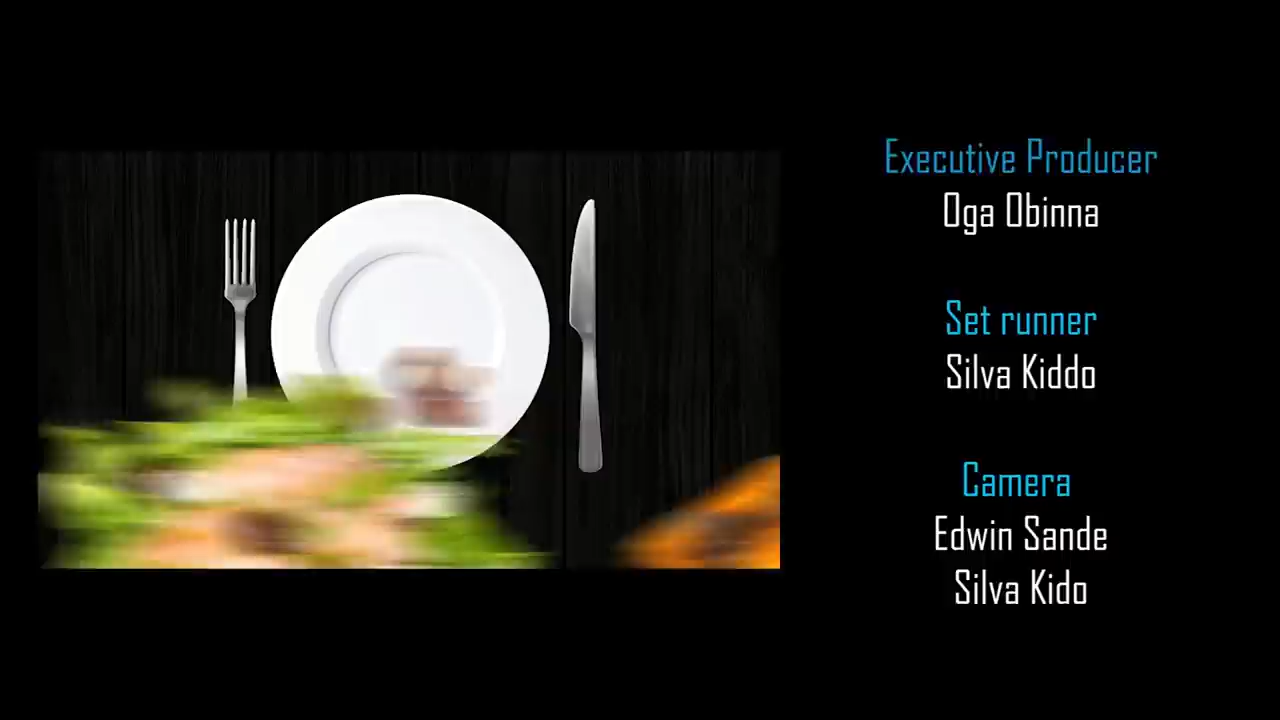 Executive Producer
Oga Obinna
Set runner
Silva Kiddo
Camera
Edwin Sande
Silva Kido